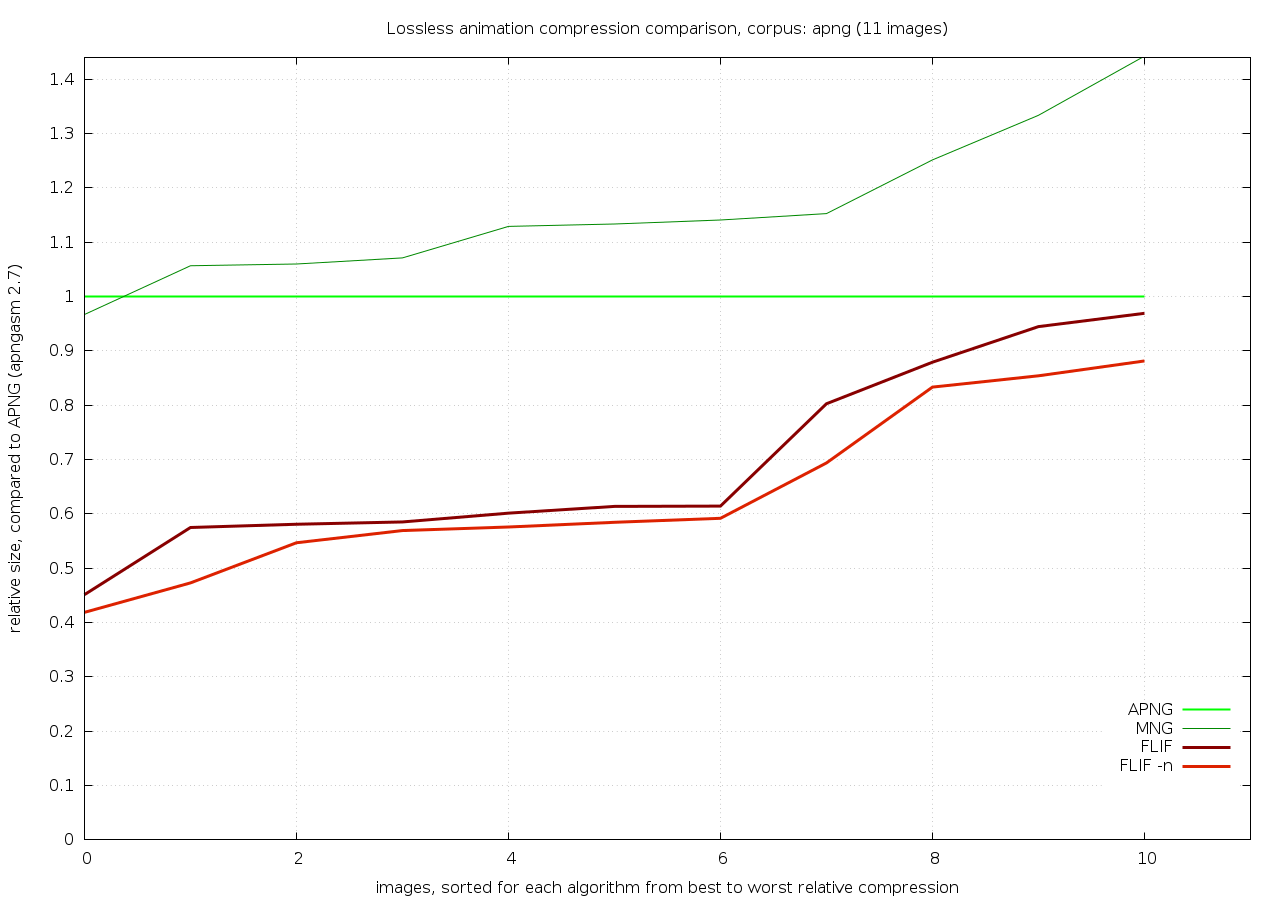 Lossless animation compression comparison, corpus: apng (11 images)
relative size, compared to APNG (apngasm 2.7)
1.4
1.3
1.2
1.1
1
0.9
0.8
0.7
0.6
0.5
0.4
0.3
0.2
0.1
0
APNG
MNG
FLIF
FLIF -n
0 2 4 6 8 10
images, sorted for each algorithm from best to worst relative compression